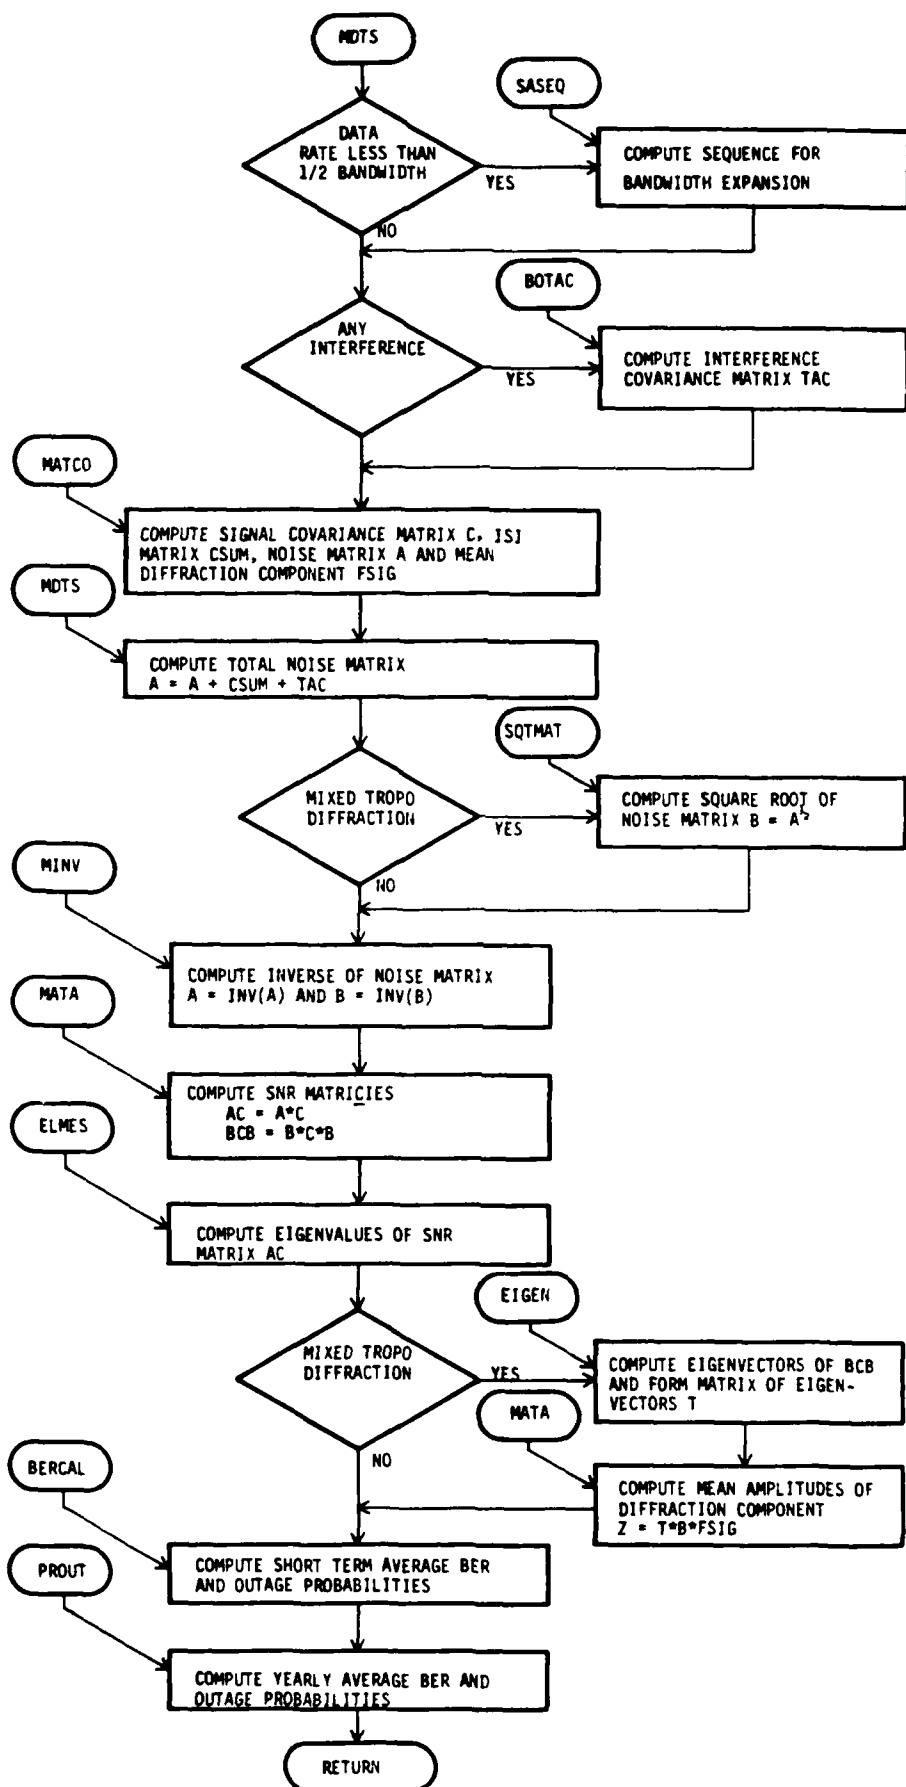 MDTS
SASEQ
DATA
RATE LESS THAN
1/2 BANDWIDTH
YES
COMPUTE SEQUENCE FOR
BANDWIDTH EXPANSION
NO
BOTAC
ANY
INTERFERENCE
YES
COMPUTE INTERFERENCE
COVARIANCE MATRIX TAC
MATCO
COMPUTE SIGNAL COVARIANCE MATRIX C, ISI
MATRIX CSUM, NOISE MATRIX A AND MEAN
DIFFRACTION COMPONENT FSIG
MDTS
COMPUTE TOTAL NOISE MATRIX
A = A + CSUM + TAC
SQTMAT
MIXED TROPO
DIFFRACTION
YES
COMPUTE SQUARE ROOT OF
NOISE MATRIX B = A½
NO
MINV
COMPUTE INVERSE OF NOISE MATRIX
A = INV(A) AND B = INV(B)
MATA
COMPUTE SNR MATRICIES
AC = A*C
BCB = B*C*B
ELMES
COMPUTE EIGENVALUES OF SNR
MATRIX AC
EIGEN
MIXED TROPO
DIFFRACTION
YES
COMPUTE EIGENVECTORS OF BCB
AND FORM MATRIX OF EIGEN-
VECTORS T
MATA
NO
COMPUTE MEAN AMPLITUDES OF
DIFFRACTION COMPONENT
Z = T*B*FSIG
BERCAL
COMPUTE SHORT TERM AVERAGE BER
AND OUTAGE PROBABILITIES
PROUT
COMPUTE YEARLY AVERAGE BER AND
OUTAGE PROBABILITIES
RETURN